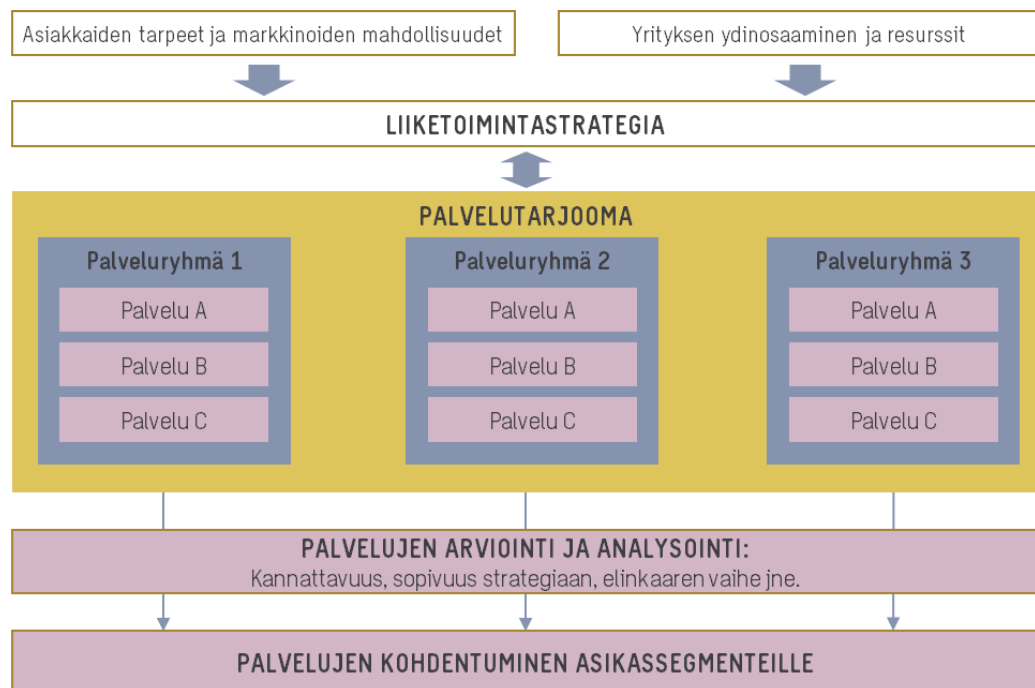 Asiakkaiden tarpeet ja markkinoiden mahdollisuudet
Yrityksen ydinosaaminen ja resurssit
LIIKETOIMINTASTRATEGIA
PALVELUTARJOOMA
Palveluryhmä 1
Palvelu A
Palvelu B
Palvelu C
Palveluryhmä 2
Palvelu A
Palvelu B
Palvelu C
Palveluryhmä 3
Palvelu A
Palvelu B
Palvelu C
PALVELUJEN ARVIOINTI JA ANALYSOINTI:
Kannattavuus, sopivuus strategiaan, elinkaaren vaihe jne.
PALVELUJEN KOHDENTUMINEN ASIKASSEGMENTEILLE